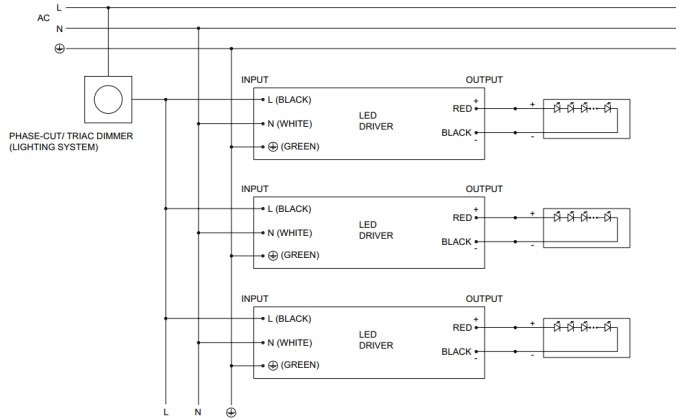 L
AC
N
PHASE-CUT/ TRIAC DIMMER
(LIGHTING SYSTEM)
INPUT
OUTPUT
L (BLACK)
N (WHITE)
(GREEN)
LED
DRIVER
+
RED
BLACK
-
+
-
INPUT
OUTPUT
L (BLACK)
N (WHITE)
(GREEN)
LED
DRIVER
+
RED
BLACK
-
+
-
INPUT
OUTPUT
L (BLACK)
N (WHITE)
(GREEN)
LED
DRIVER
+
RED
BLACK
-
+
-
L
N